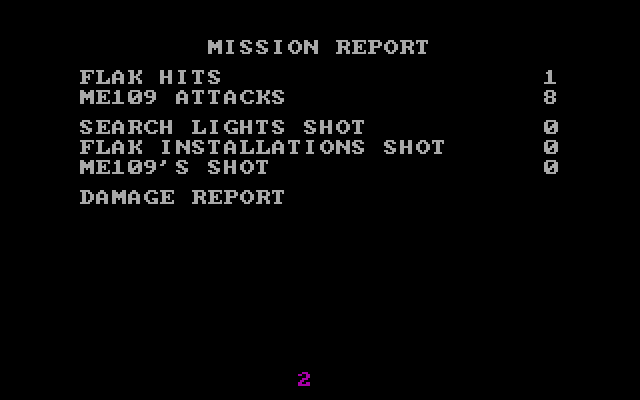 MISSION REPORT
FLAK HITS 1
ME109 ATTACKS 8
SEARCH LIGHTS SHOT 0
FLAK INSTALLATIONS SHOT 0
ME109'S SHOT 0
DAMAGE REPORT
2